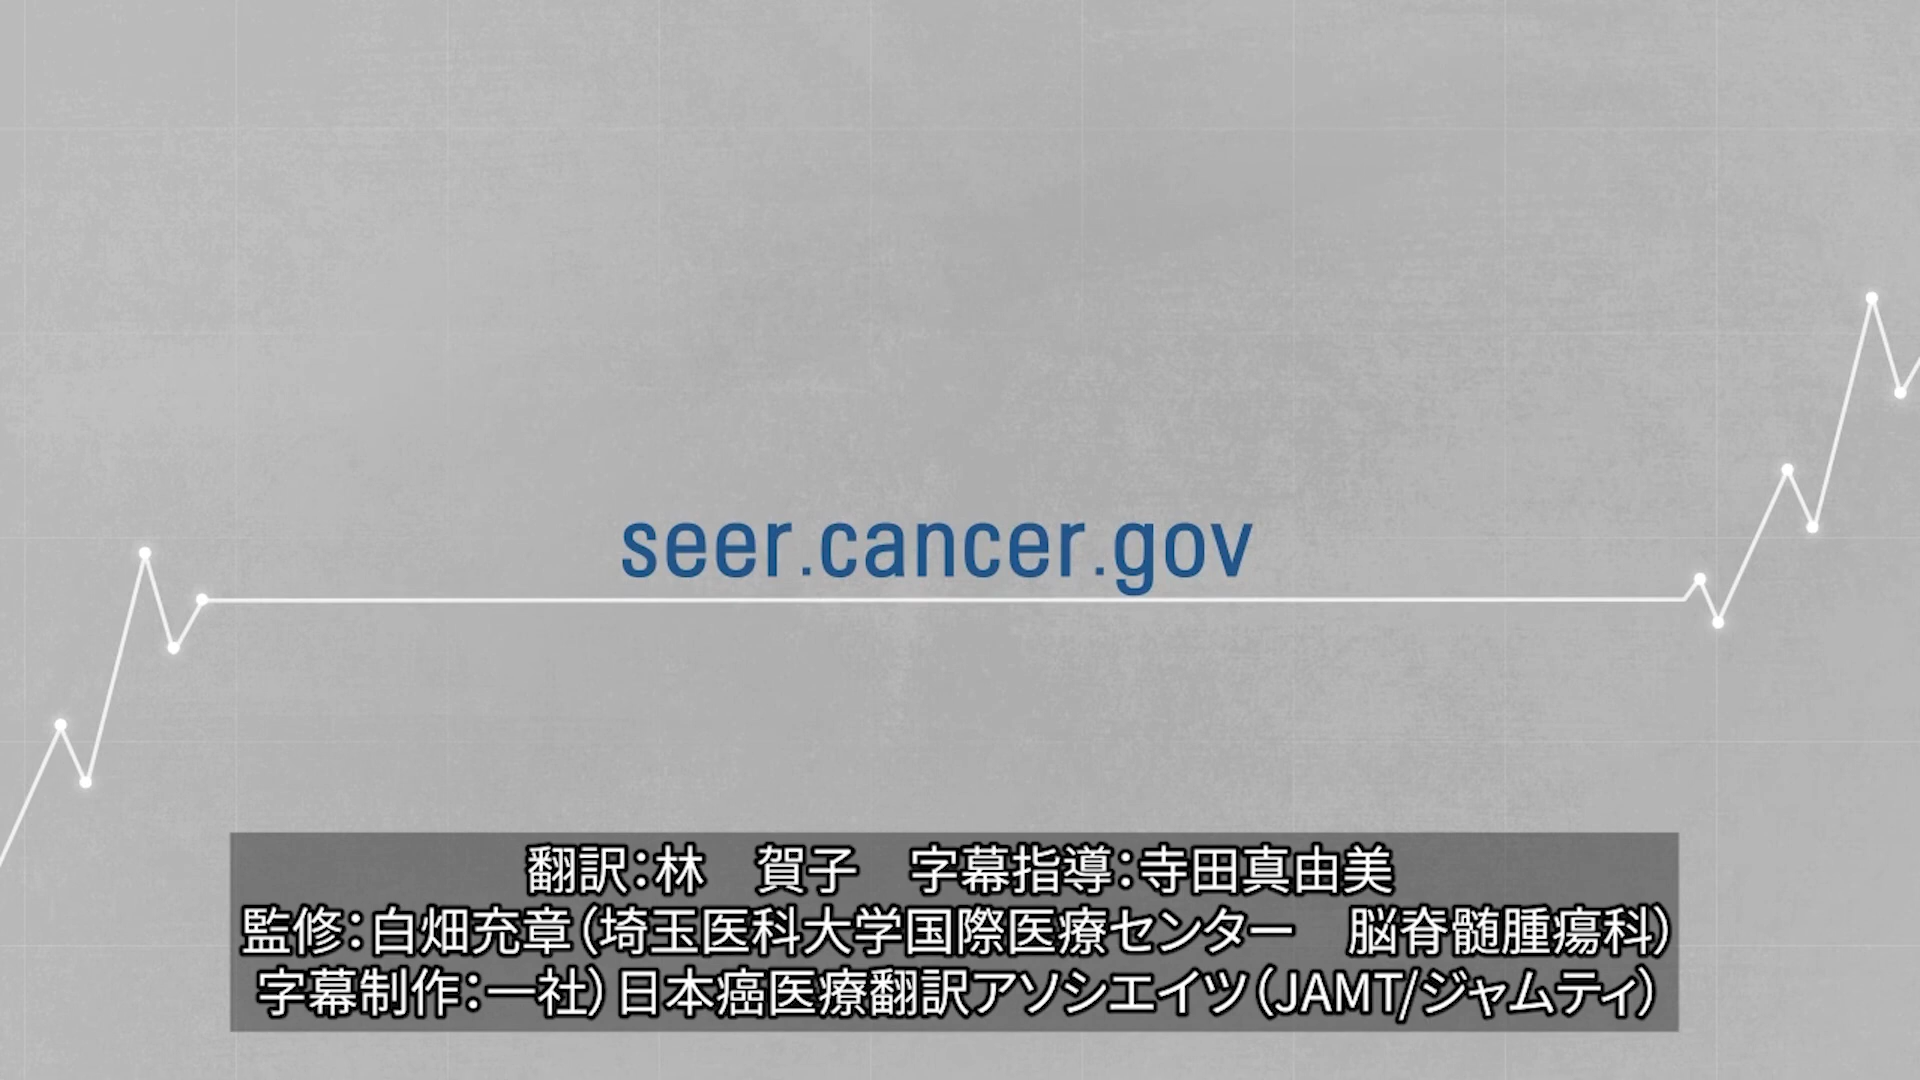 seer.cancer.gov
翻訳：林　賀子　字幕指導：寺田真由美
監修：白畑充章（埼玉医科大学国際医療センター　脳脊髄腫瘍科）
字幕制作：一社）日本癌医療翻訳アソシエイツ（JAMT/ジャムティ）